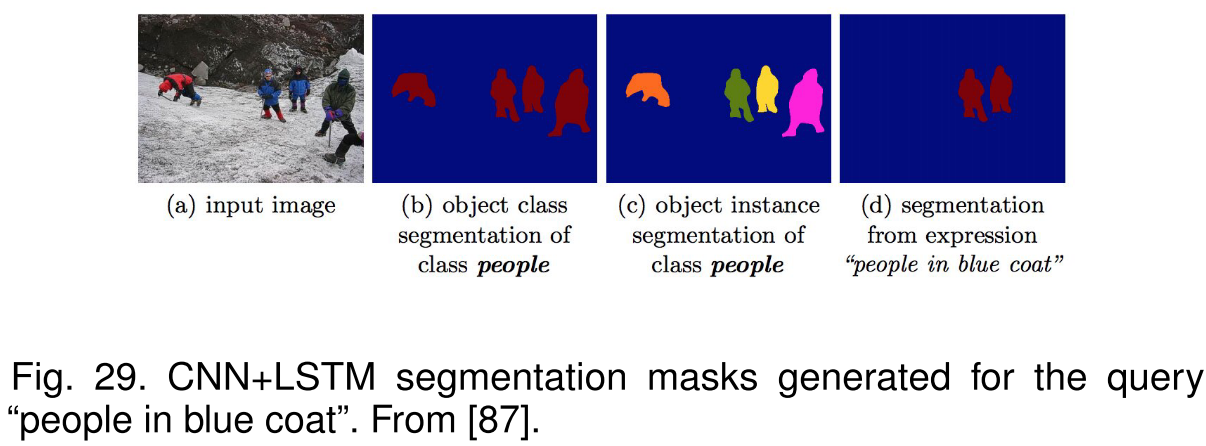 (a) input image
(b) object class
segmentation of
class people
(c) object instance
segmentation of
class people
(d) segmentation
from expression
“people in blue coat”
Fig. 29. CNN+LSTM segmentation masks generated for the query
“people in blue coat”. From [87].